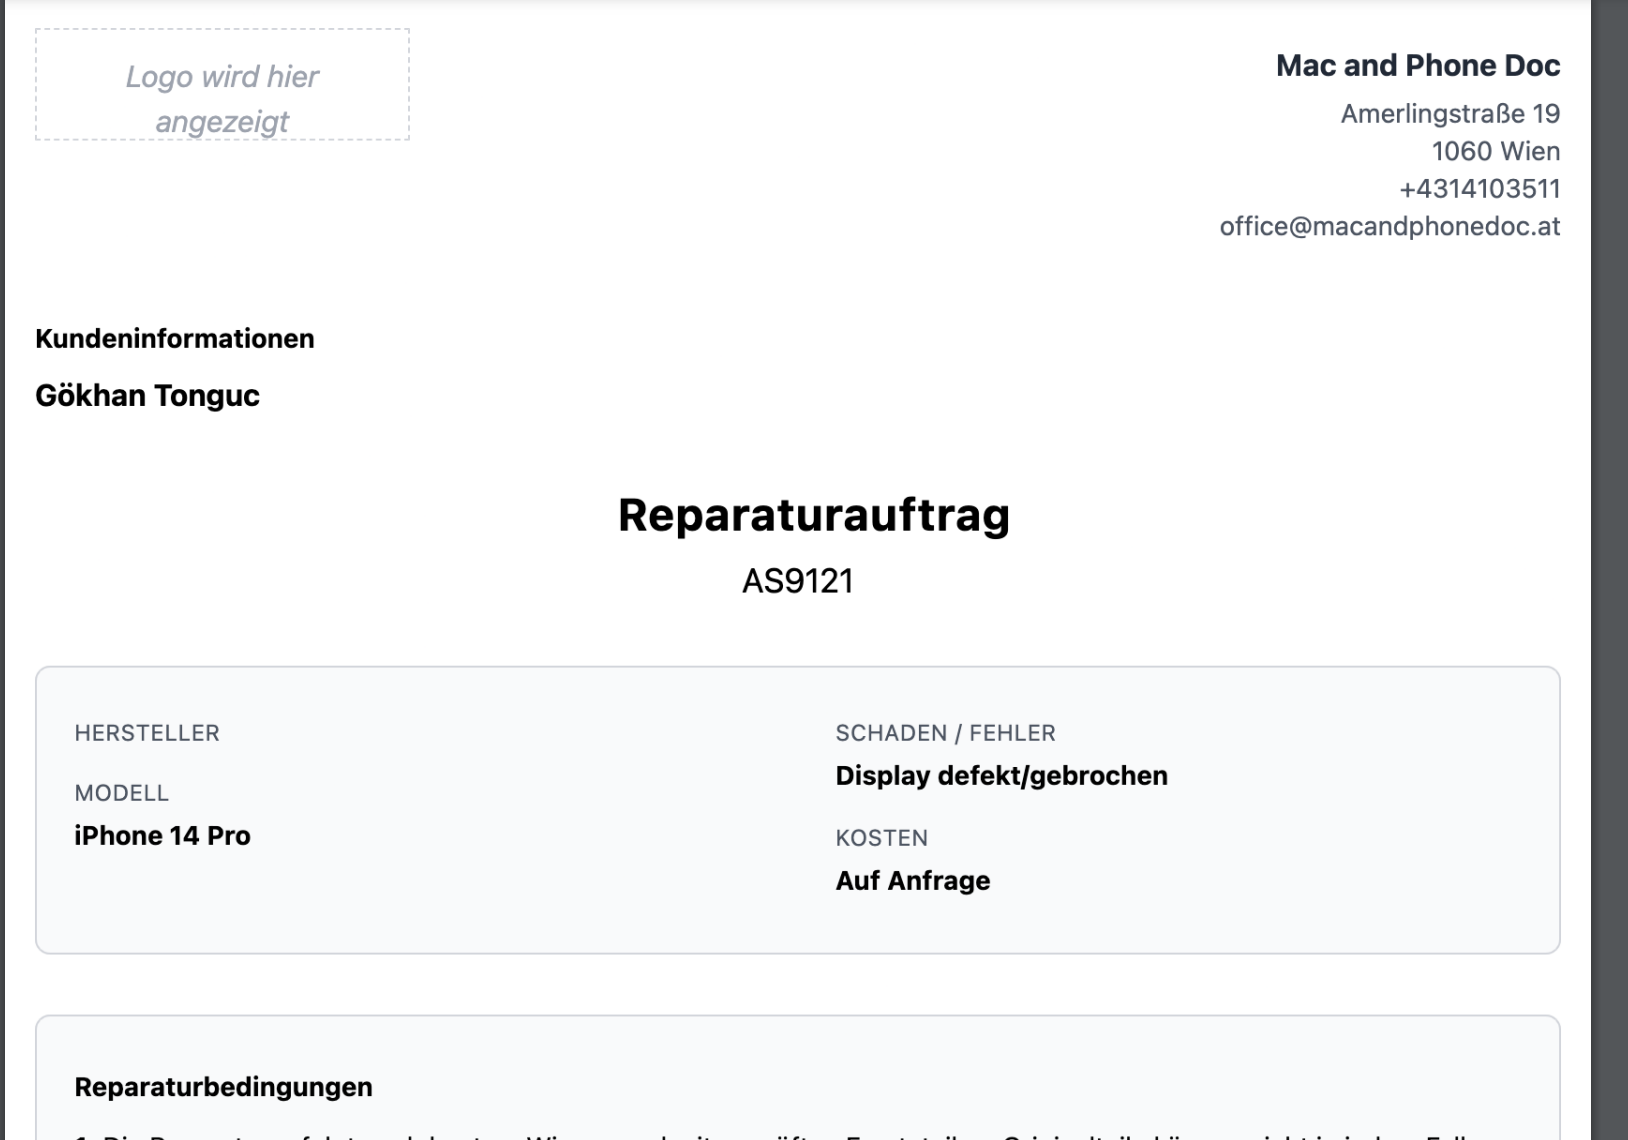 Logo wird hier
angezeigt
Mac and Phone Doc
Amerlingstraße 19
1060 Wien
+4314103511
office@macandphonedoc.at
Kundeninformationen
Gökhan Tonguc
Reparaturauftrag
AS9121
HERSTELLER
MODELL
iPhone 14 Pro
SCHADEN / FEHLER
Display defekt/gebrochen
KOSTEN
Auf Anfrage
Reparaturbedingungen